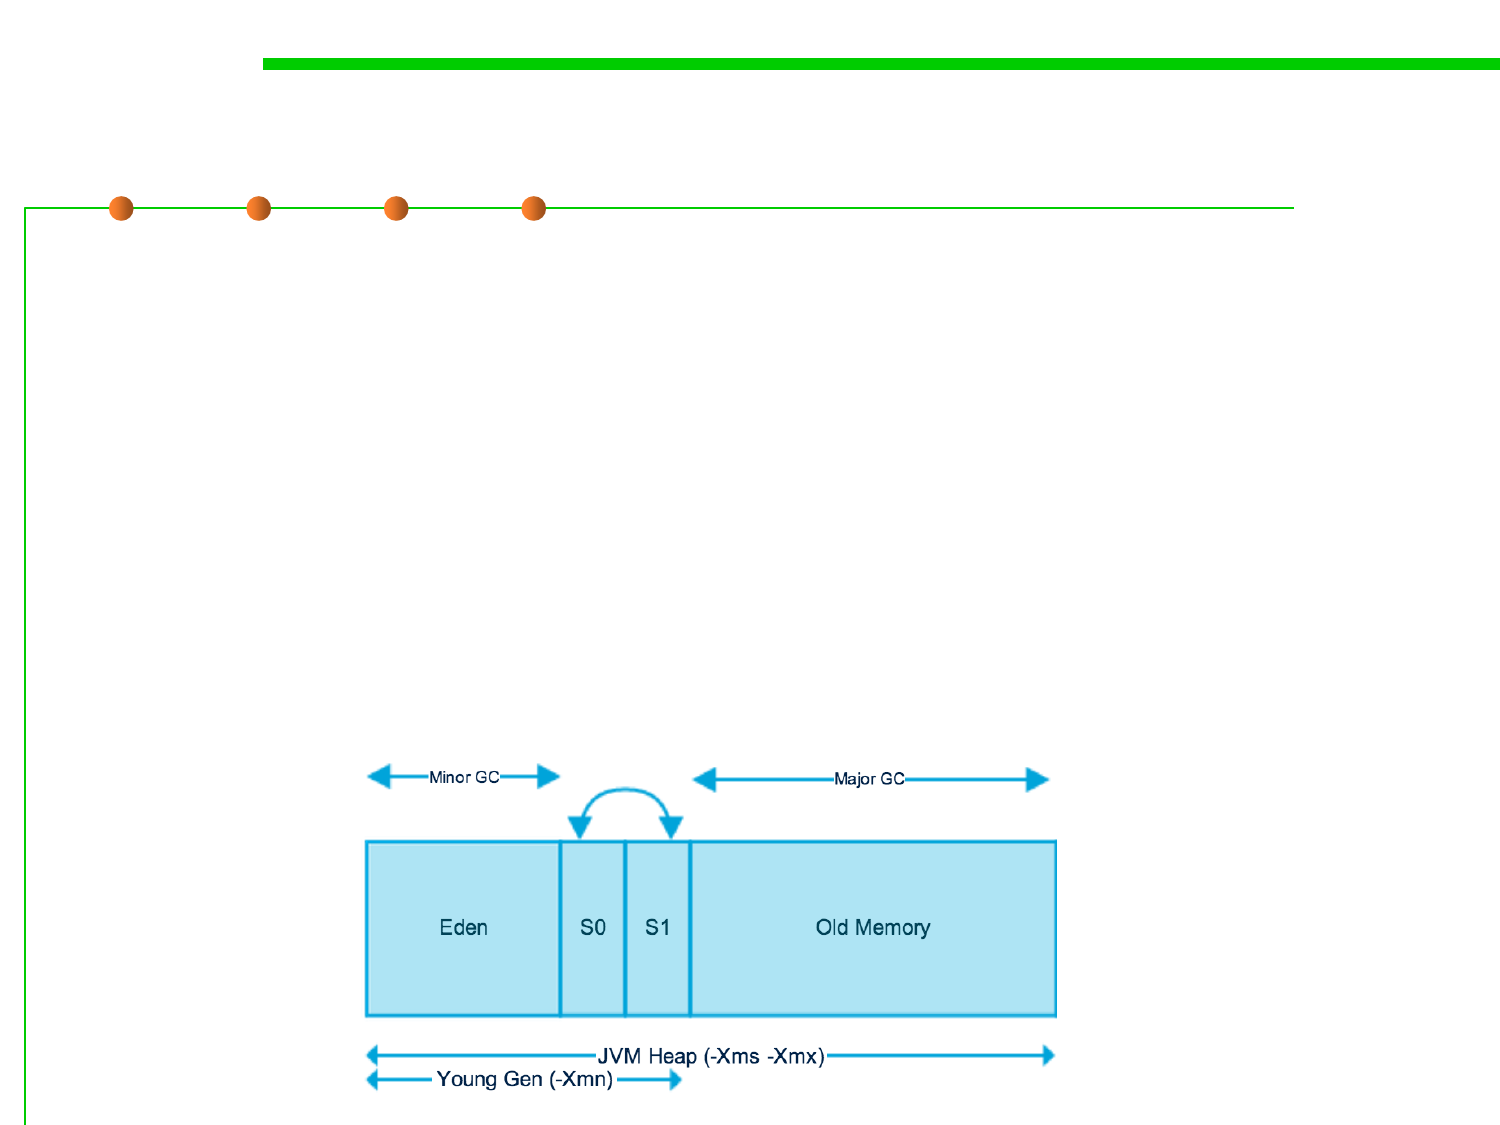 Minor GC
Major GC
Eden
S0
S1
Old Memory
JVM Heap (-Xms -Xmx)
Young Gen (-Xmn)